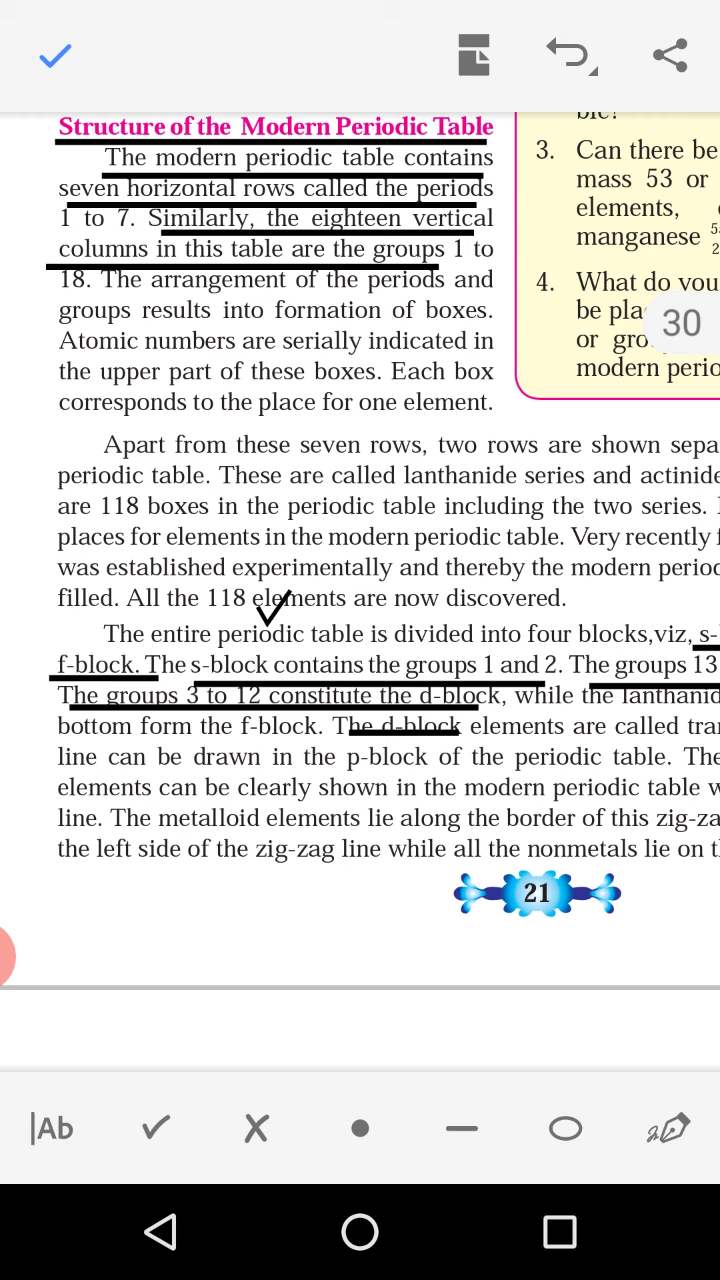 Structure of the Modern Periodic Table
The modern periodic table contains
seven horizontal rows called the periods
1 to 7. Similarly, the eighteen vertical
columns in this table are the groups 1 to
18. The arrangement of the periods and
groups results into formation of boxes.
Atomic numbers are serially indicated in
the upper part of these boxes. Each box
corresponds to the place for one element.
3. Can there be
mass 53 or
elements,
manganese
4. What do you
be
or
modern
30
Apart from these seven rows, two rows are shown
periodic table. These are called lanthanide series and
are 118 boxes in the periodic table including the two series.
places for elements in the modern periodic table. Very recently
was established experimentally and thereby the modern
filled. All the 118 elements are now discovered.
The entire periodic table is divided into four blocks,viz, s-
f-block. The s-block contains the groups 1 and 2. The groups 13
The groups 3 to 12 constitute the d-block, while the
bottom form the f-block. The d-block elements are called
line can be drawn in the p-block of the periodic table. The
elements can be clearly shown in the modern periodic table
line. The metalloid elements lie along the border of this
the left side of the zig-zag line while all the nonmetals lie on
21
|Ab